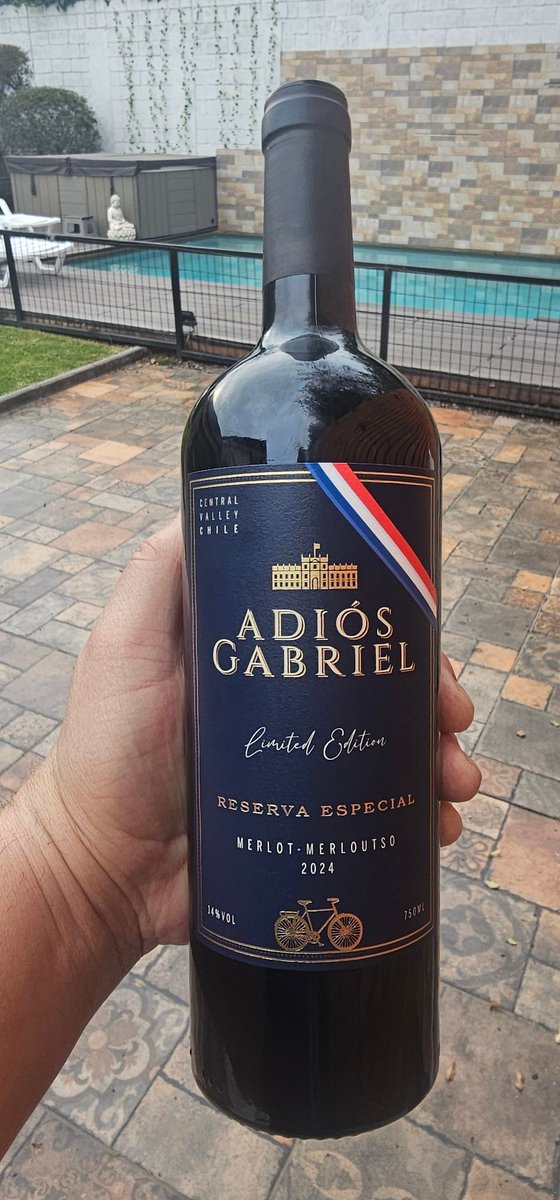 CENTRAL
VALLEY
CHILE
ADIÓS
GABRIEL
Limited Edition
RESERVA ESPECIAL
MERLOT-MERLOUTSO
2024
14%VOL
750ML